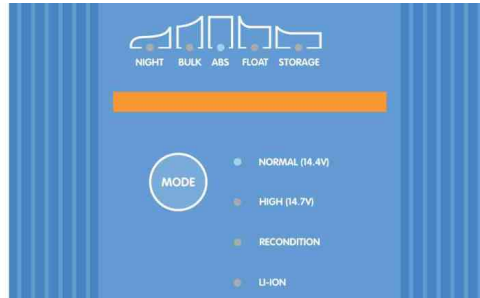 NIGHT BULK ABS FLOAT STORAGE
MODE
NORMAL (14.4V)
HIGH (14.7V)
RECONDITION
LI-ION